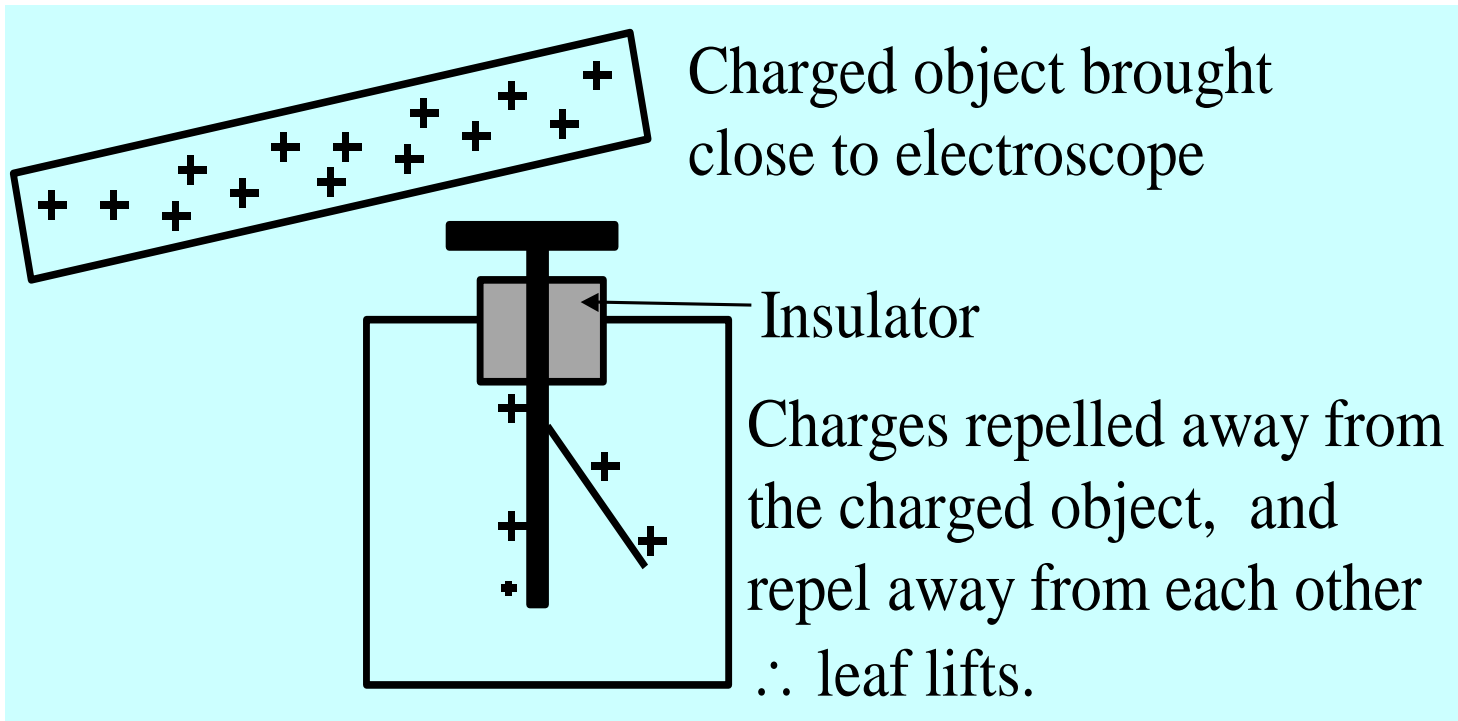 Charged object brought
close to electroscope
Insulator
Charges repelled away from
the charged object, and
repel away from each other
∴ leaf lifts.